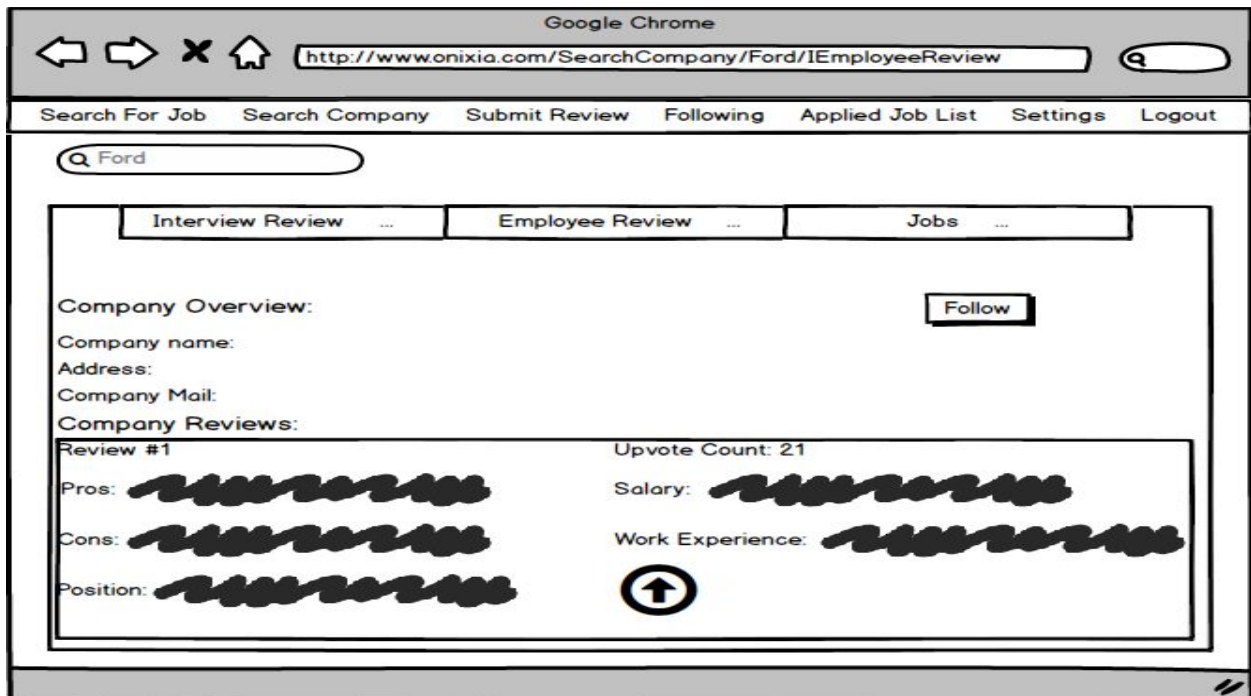 Google Chrome
http://www.onixia.com/SearchCompany/Ford/IEmployeeReview
Search For Job Search Company Submit Review Following Applied Job List Settings Logout
Ford
Interview Review ... Employee Review ... Jobs ...
Company Overview: Follow
Company name:
Address:
Company Mail:
Company Reviews:
Review #1 Upvote Count: 21
Pros: Salary:
Cons: Work Experience:
Position: